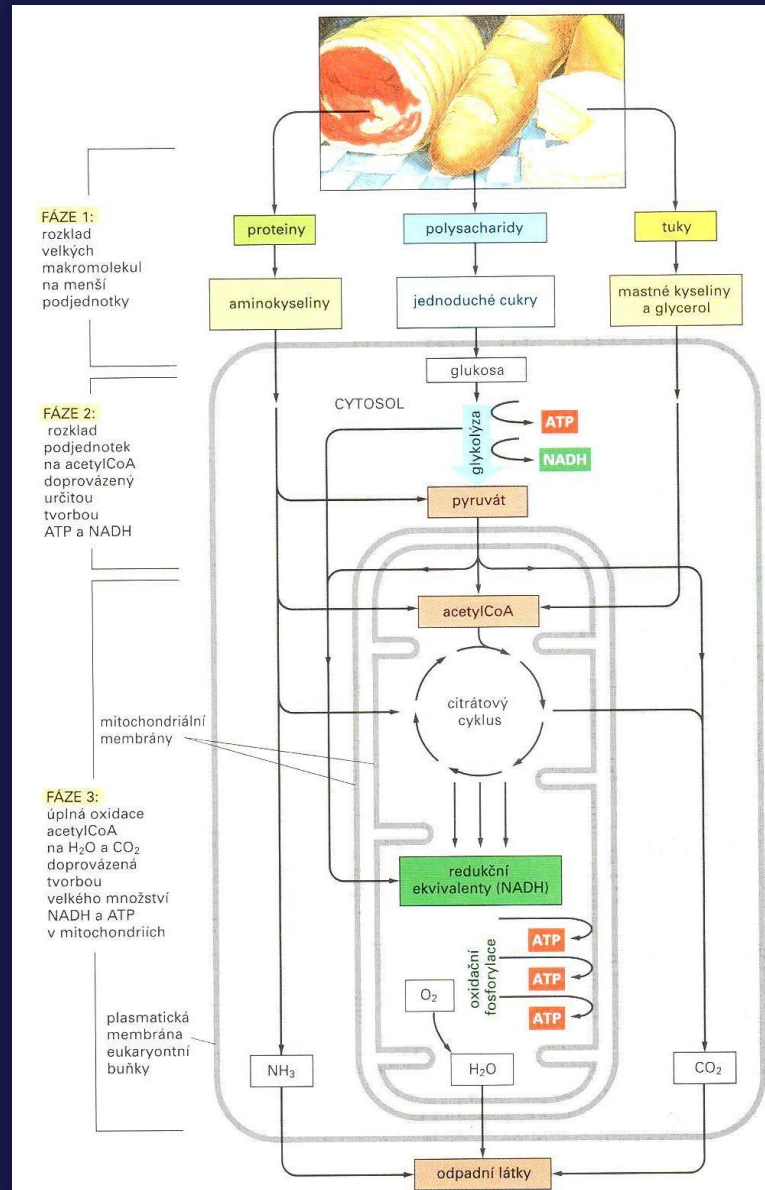 FÁZE 1:
rozklad
velkých
makromolekul
na menší
podjednotky
proteiny
polysacharidy
tuky
aminokyseliny
jednoduché cukry
mastné kyseliny
a glycerol
glukosa
FÁZE 2:
rozklad
podjednotek
na acetylCoA
doprovázený
určitou
tvorbou
ATP a NADH
CYTOSOL
glykolýza
ATP
NADH
pyruvát
acetylCoA
citrátový
cyklus
mitochondriální
membrány
FÁZE 3:
úplná oxidace
acetylCoA
na H₂O a CO₂
doprovázená
tvorbou
velkého množství
NADH a ATP
v mitochondriích
redukční
ekvivalenty (NADH)
oxidační
fosforylace
ATP
ATP
ATP
O₂
plasmatická
membrána
eukaryontní
buňky
NH₃
H₂O
CO₂
odpadní látky